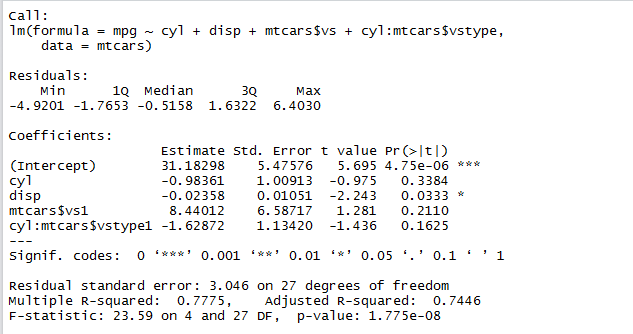 Call:
lm(formula = mpg ~ cyl + disp + mtcars$vs + cyl:mtcars$vstype,
    data = mtcars)

Residuals:
    Min      1Q  Median      3Q     Max
-4.9201 -1.7653 -0.5158  1.6322  6.4030

Coefficients:
                     Estimate Std. Error t value Pr(>|t|)
(Intercept)          31.18298    5.47576   5.695 4.75e-06 ***
cyl                  -0.98361    1.00913  -0.975   0.3384
disp                 -0.02358    0.01051  -2.243   0.0333 *
mtcars$vs1            8.44012    6.58717   1.281   0.2110
cyl:mtcars$vstype1 -1.62872    1.13420  -1.436   0.1625
---
Signif. codes:  0 ‘***’ 0.001 ‘**’ 0.01 ‘*’ 0.05 ‘.’ 0.1 ‘ ’ 1

Residual standard error: 3.046 on 27 degrees of freedom
Multiple R-squared:  0.7775,    Adjusted R-squared:  0.7446
F-statistic: 23.59 on 4 and 27 DF,  p-value: 1.775e-08